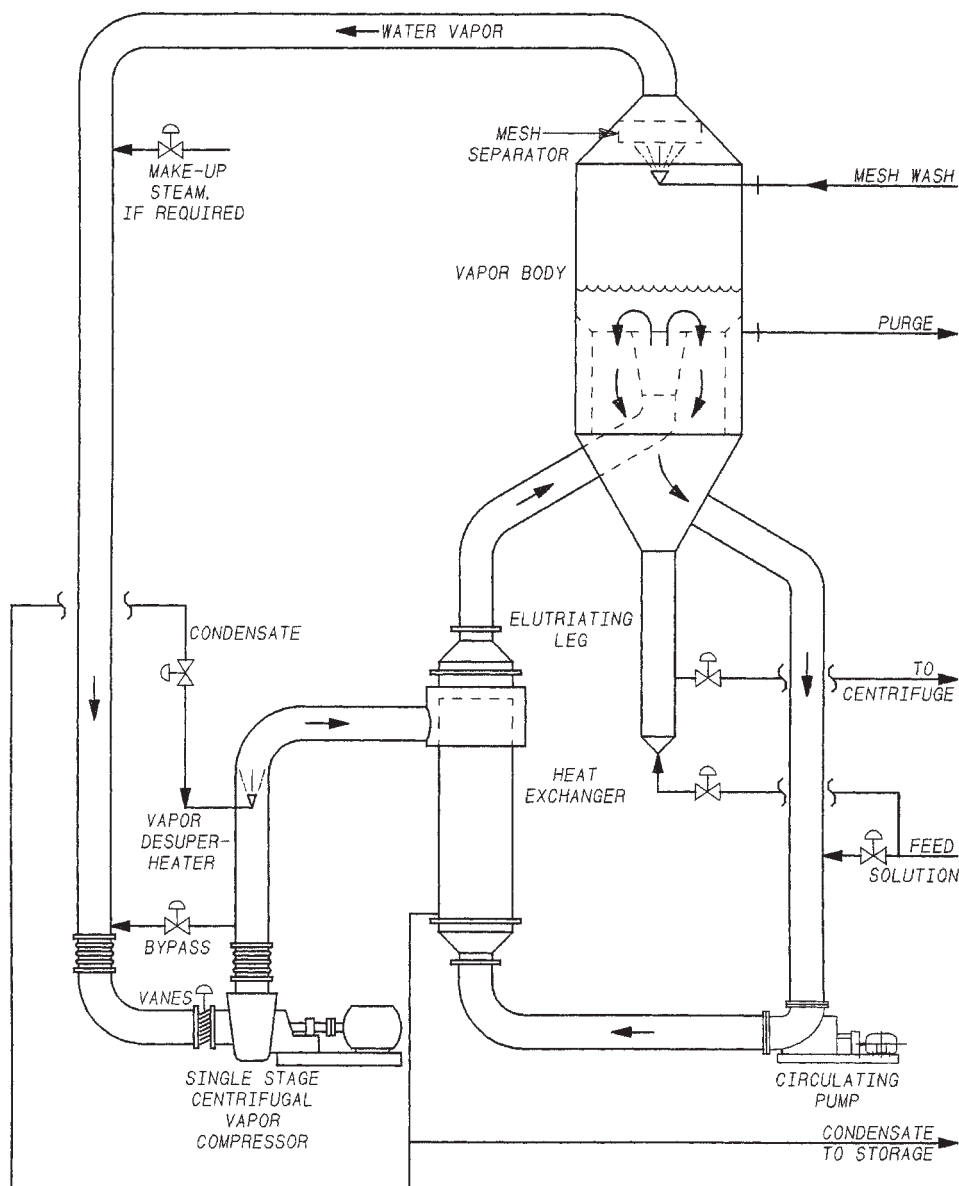 WATER VAPOR
MESH
SEPARATOR
MAKE-UP
STEAM,
IF REQUIRED
MESH WASH
VAPOR BODY
PURGE
CONDENSATE
ELUTRIATING
LEG
TO
CENTRIFUGE
HEAT
EXCHANGER
VAPOR
DESUPER-
HEATER
FEED
SOLUTION
BYPASS
VANES
SINGLE STAGE
CENTRIFUGAL
VAPOR
COMPRESSOR
CIRCULATING
PUMP
CONDENSATE
TO STORAGE